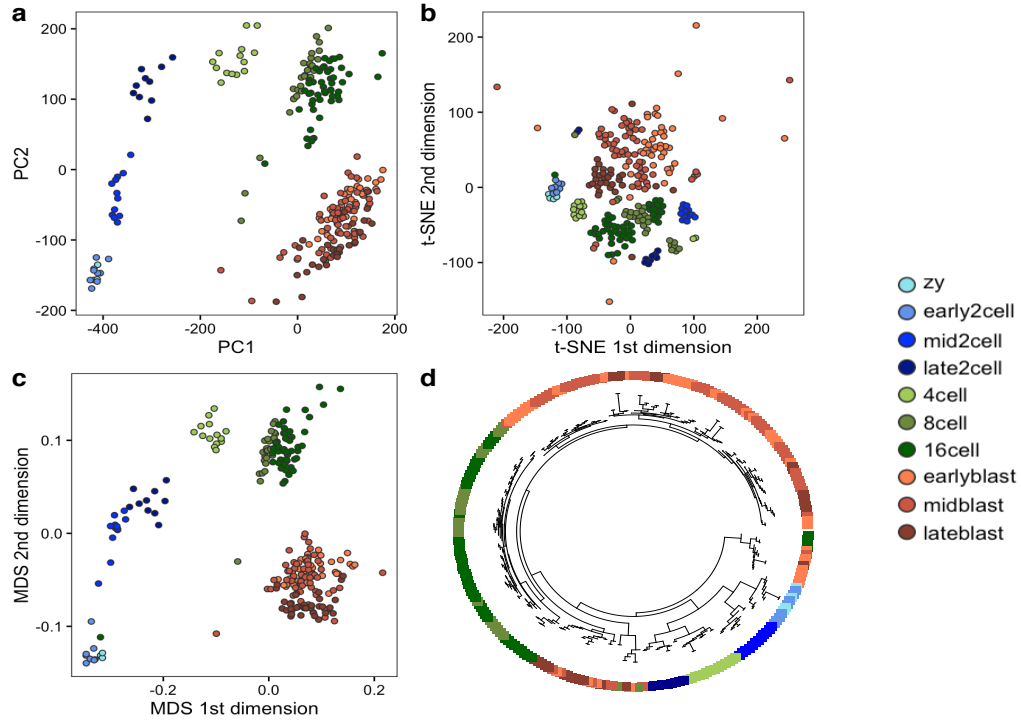 a
200
100
0
-100
-200
PC2
-400
-200
0
200
PC1
b
200
100
0
-100
t-SNE 2nd dimension
-200
-100
0
100
200
t-SNE 1st dimension
c
0.1
0.0
-0.1
MDS 2nd dimension
-0.2
0.0
0.2
MDS 1st dimension
d
zy
early2cell
mid2cell
late2cell
4cell
8cell
16cell
earlyblast
midblast
lateblast